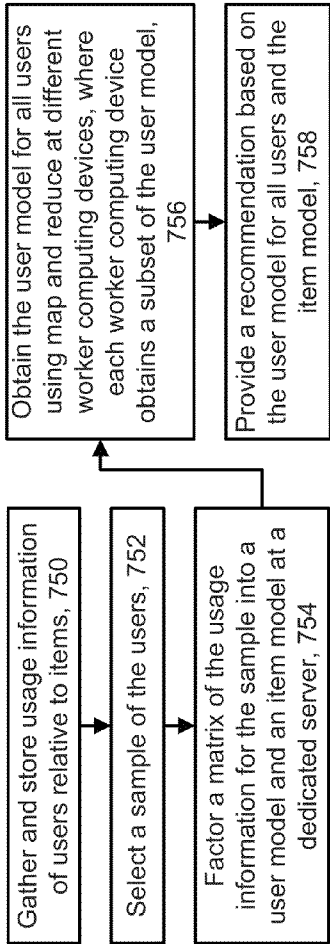 Gather and store usage information
of users relative to items, 750
Select a sample of the users, 752
Factor a matrix of the usage
information for the sample into a
user model and an item model at a
dedicated server, 754
Obtain the user model for all users
using map and reduce at different
worker computing devices, where
each worker computing device
obtains a subset of the user model,
756
Provide a recommendation based on
the user model for all users and the
item model, 758